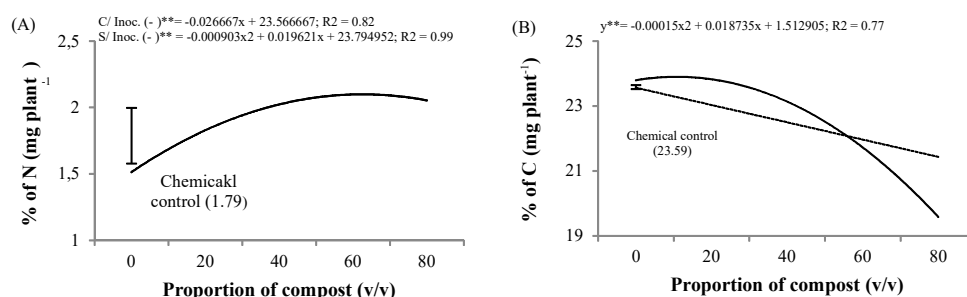 (A)
C/ Inoc. (- )**= -0.026667x + 23.566667; R2 = 0.82
S/ Inoc. (- )** = -0.000903x2 + 0.019621x + 23.794952; R2 = 0.99
% of N (mg plant -1)
2,5
2
1,5
1
Chemicakl
control (1.79)
0 20 40 60 80
Proportion of compost (v/v)
(B)
y**= -0.00015x2 + 0.018735x + 1.512905; R2 = 0.77
% of C (mg plant-1)
25
23
21
19
Chemical control
(23.59)
0 20 40 60 80
Proportion of compost (v/v)